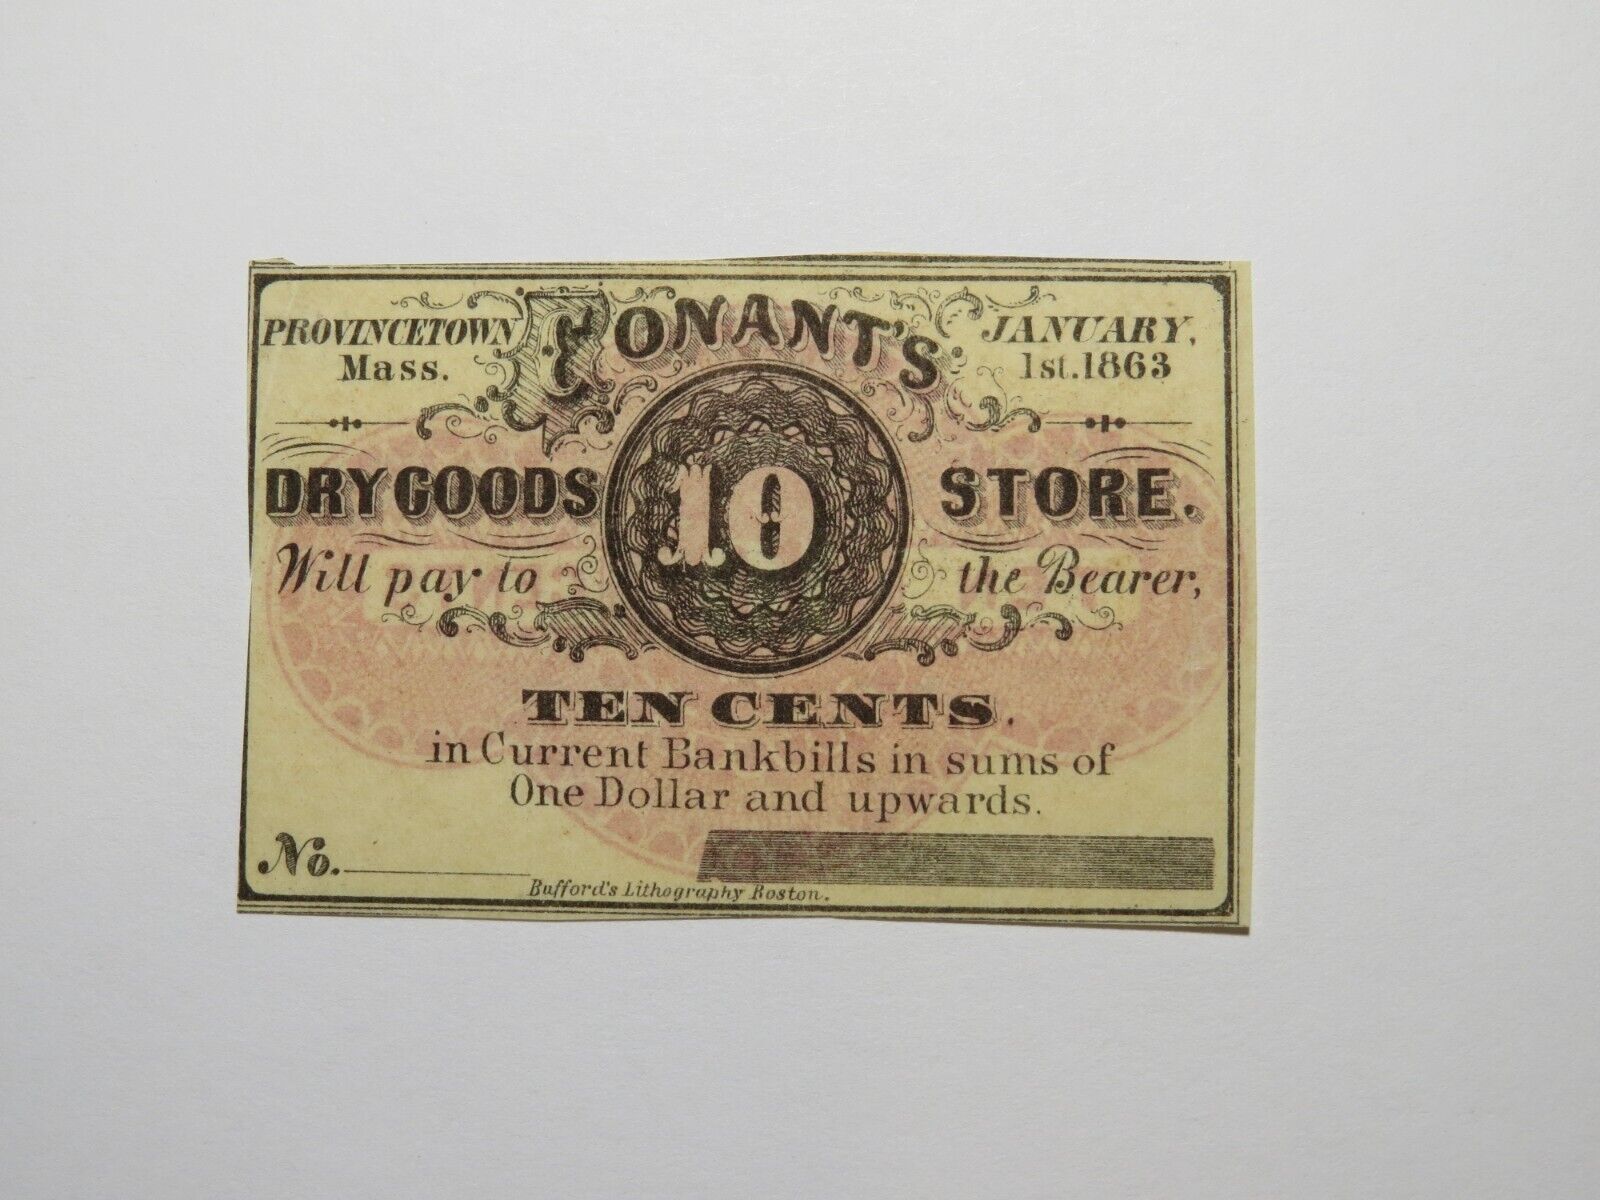 PROVINCETOWN CONANT'S JANUARY,
Mass. 1st. 1863
DRY GOODS 10 STORE.
Will pay to the Bearer,
TEN CENTS.
in Current Bankbills in sums of
One Dollar and upwards.
No.
Bufford's Lithography Boston.